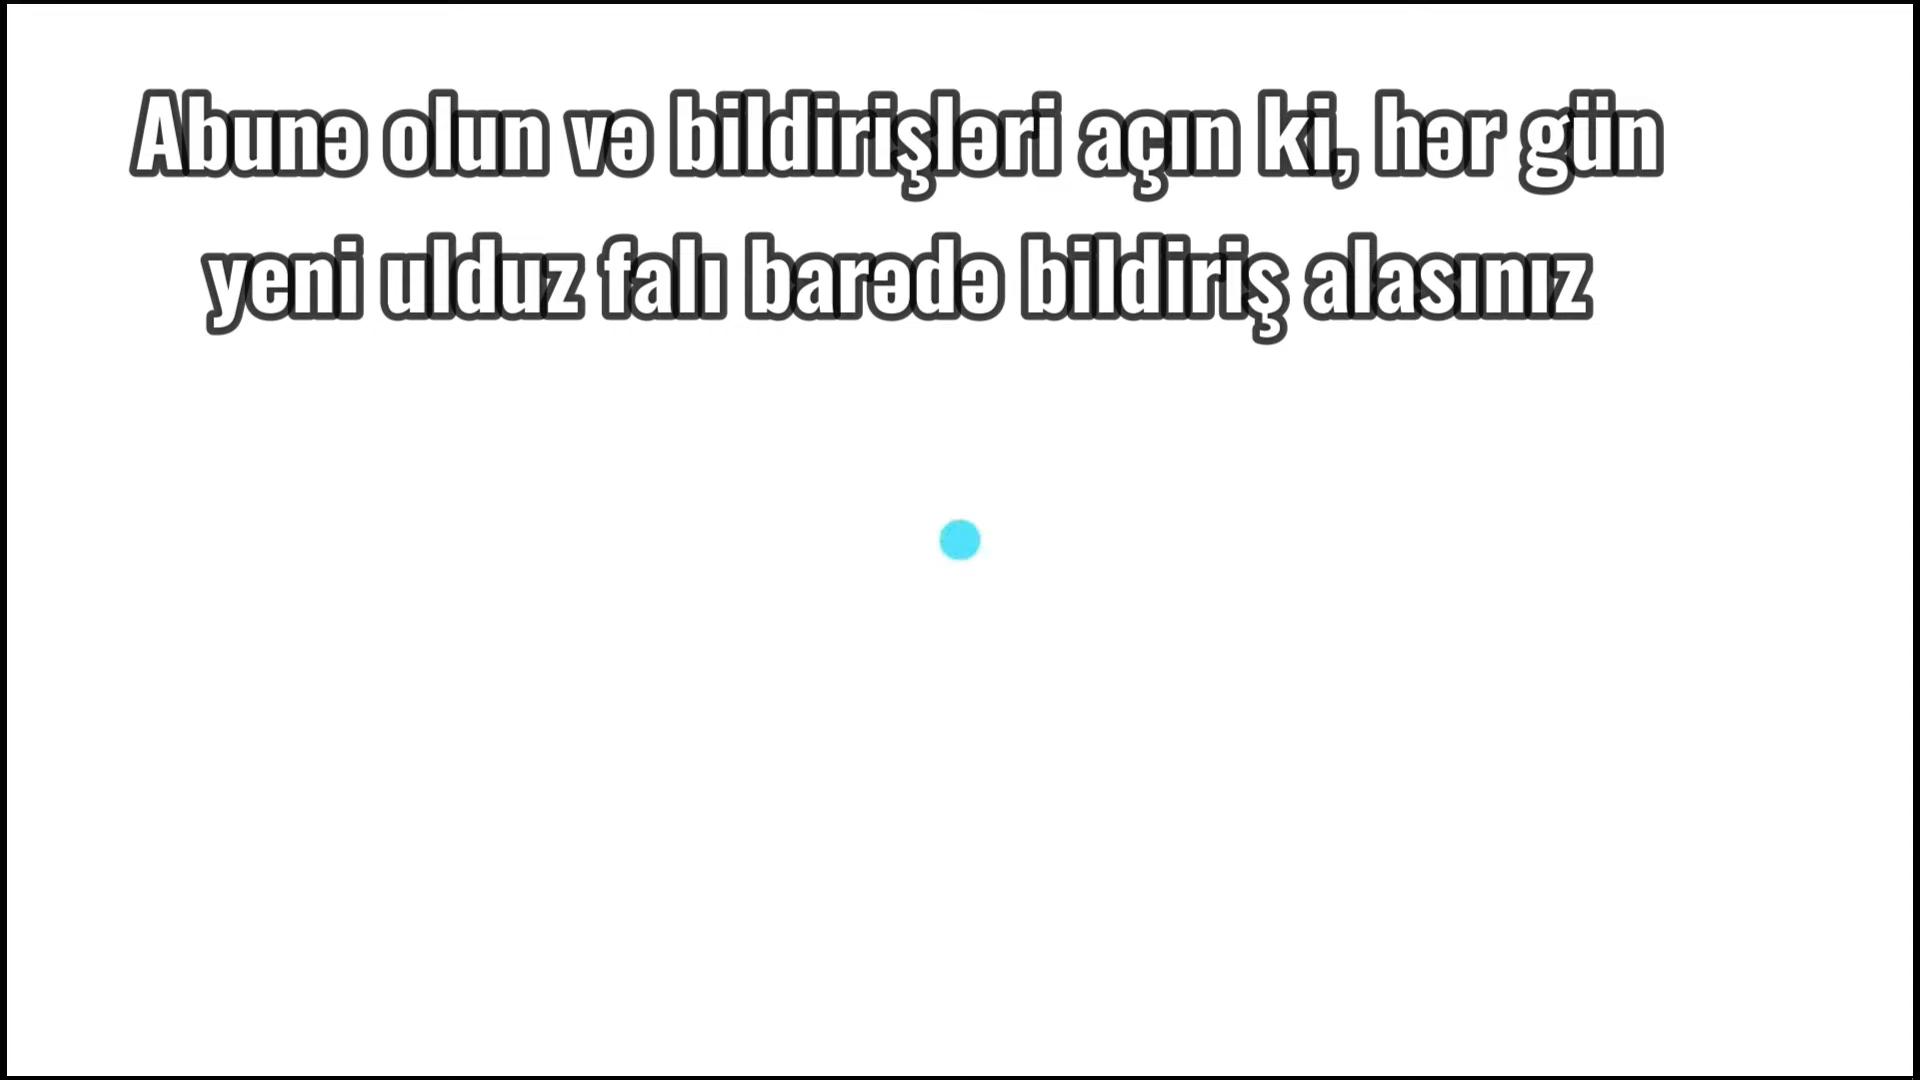 Abunə olun və bildirişləri açın ki, hər gün
yeni ulduz falı barədə bildiriş alasınız